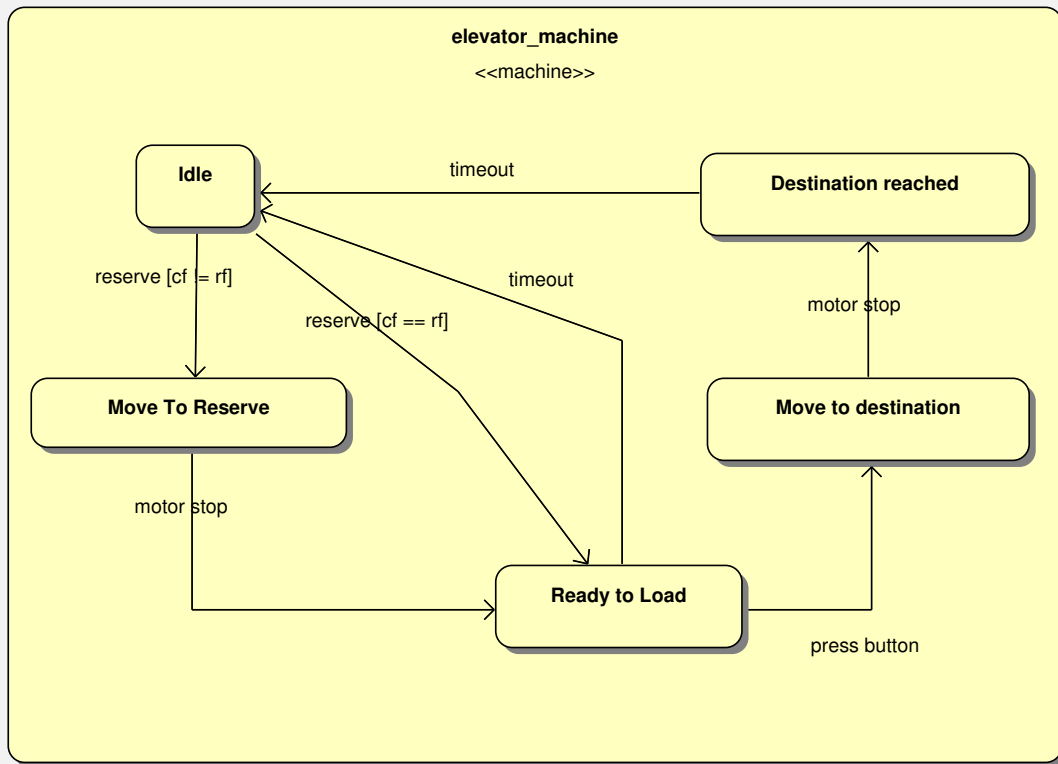 elevator_machine
<<machine>>
Idle
timeout
Destination reached
reserve [cf != rf]
timeout
reserve [cf == rf]
motor stop
Move To Reserve
Move to destination
motor stop
Ready to Load
press button